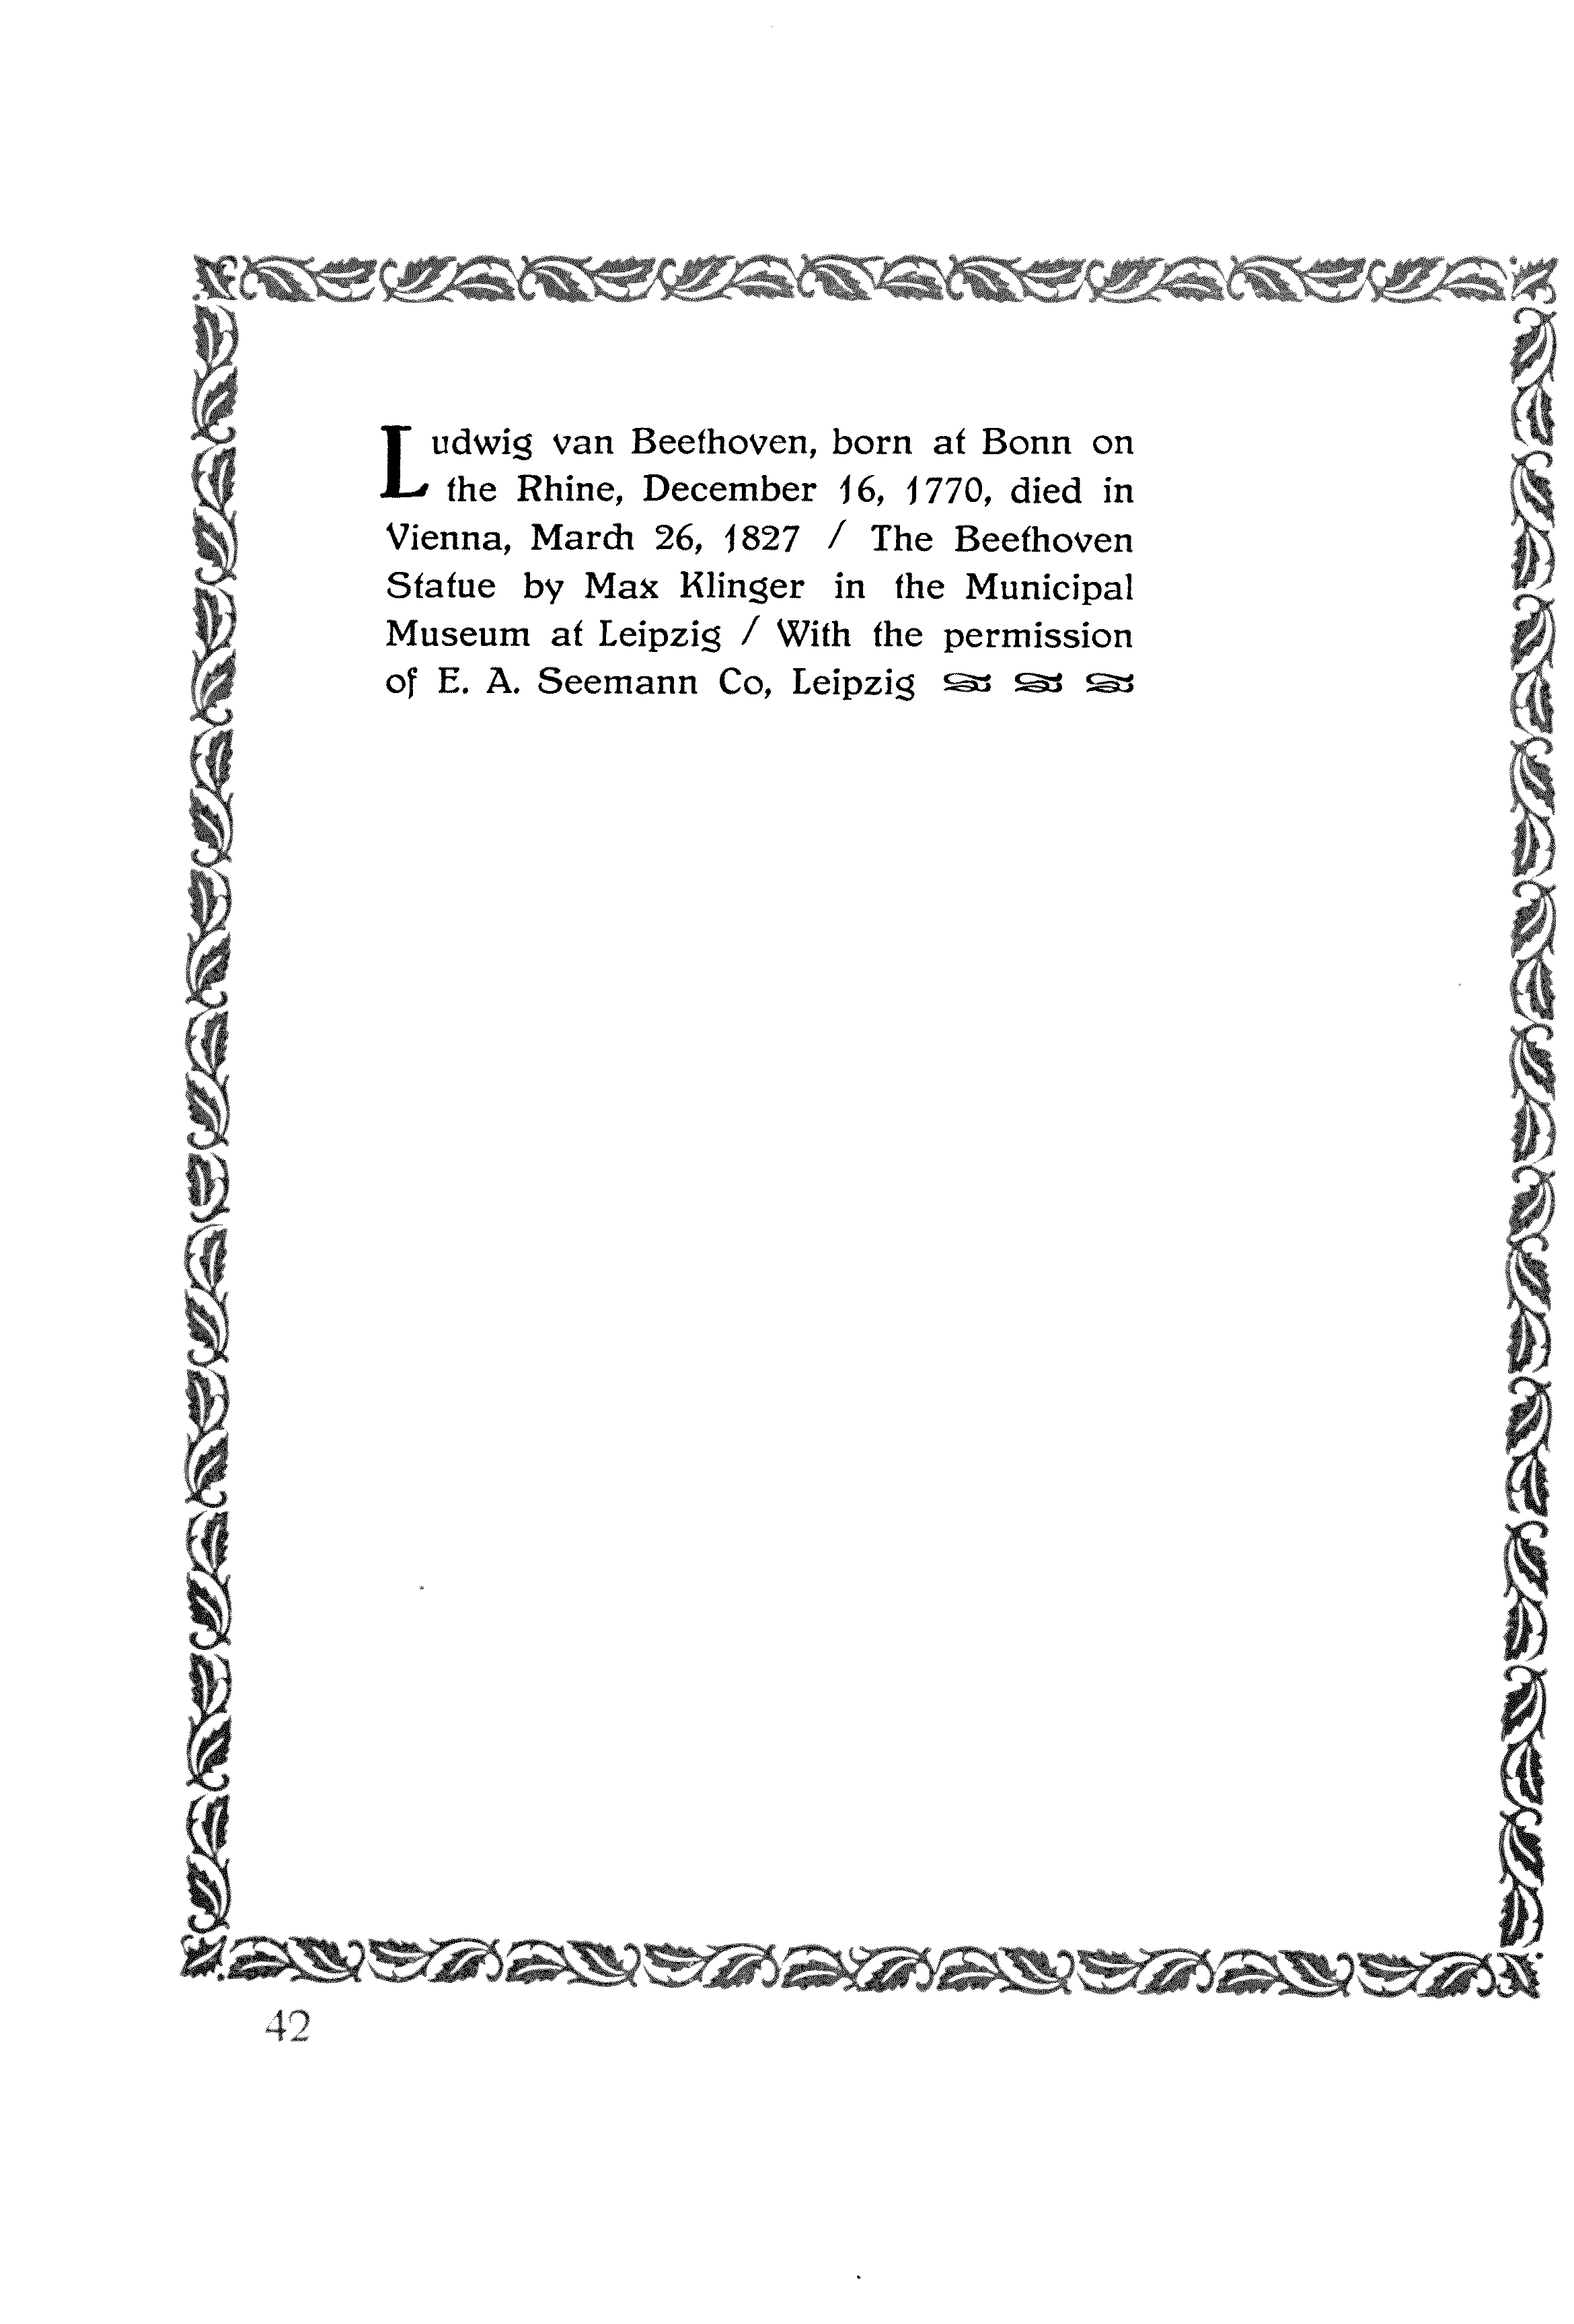 Ludwig van Beethoven, born at Bonn on
the Rhine, December 16, 1770, died in
Vienna, March 26, 1827 / The Beethoven
Statue by Max Klinger in the Municipal
Museum at Leipzig / With the permission
of E. A. Seemann Co, Leipzig
42